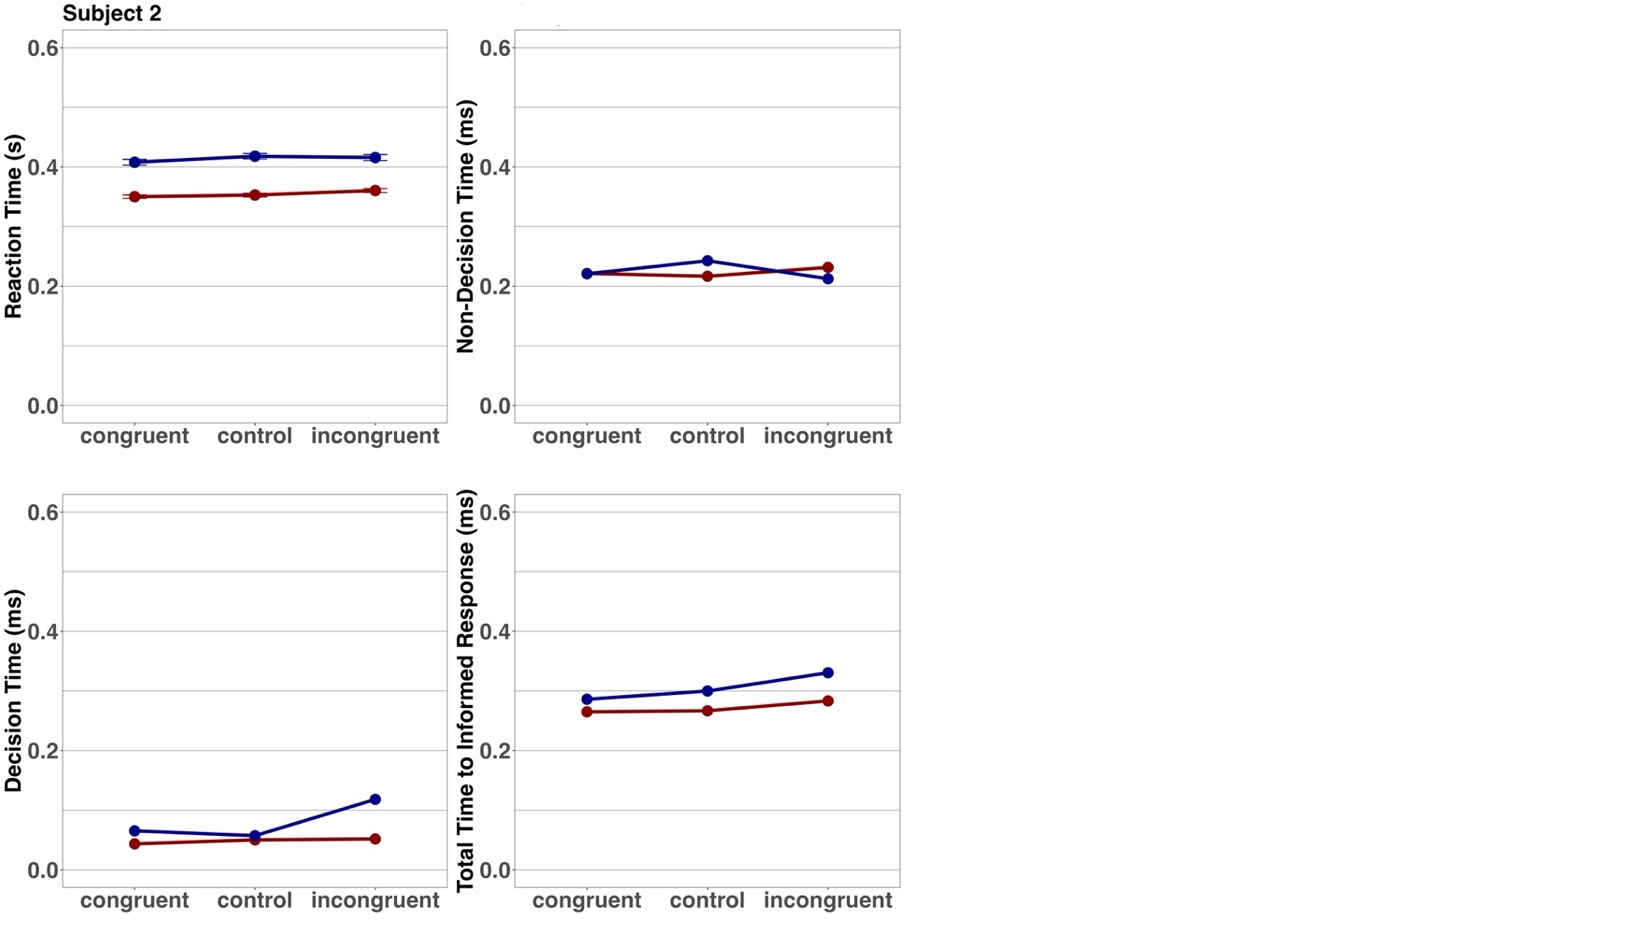 Subject 2
Reaction Time (s)
0.6
0.4
0.2
0.0
congruent control incongruent
Non-Decision Time (ms)
0.6
0.4
0.2
0.0
congruent control incongruent
Decision Time (ms)
0.6
0.4
0.2
0.0
congruent control incongruent
Total Time to Informed Response (ms)
0.6
0.4
0.2
0.0
congruent control incongruent